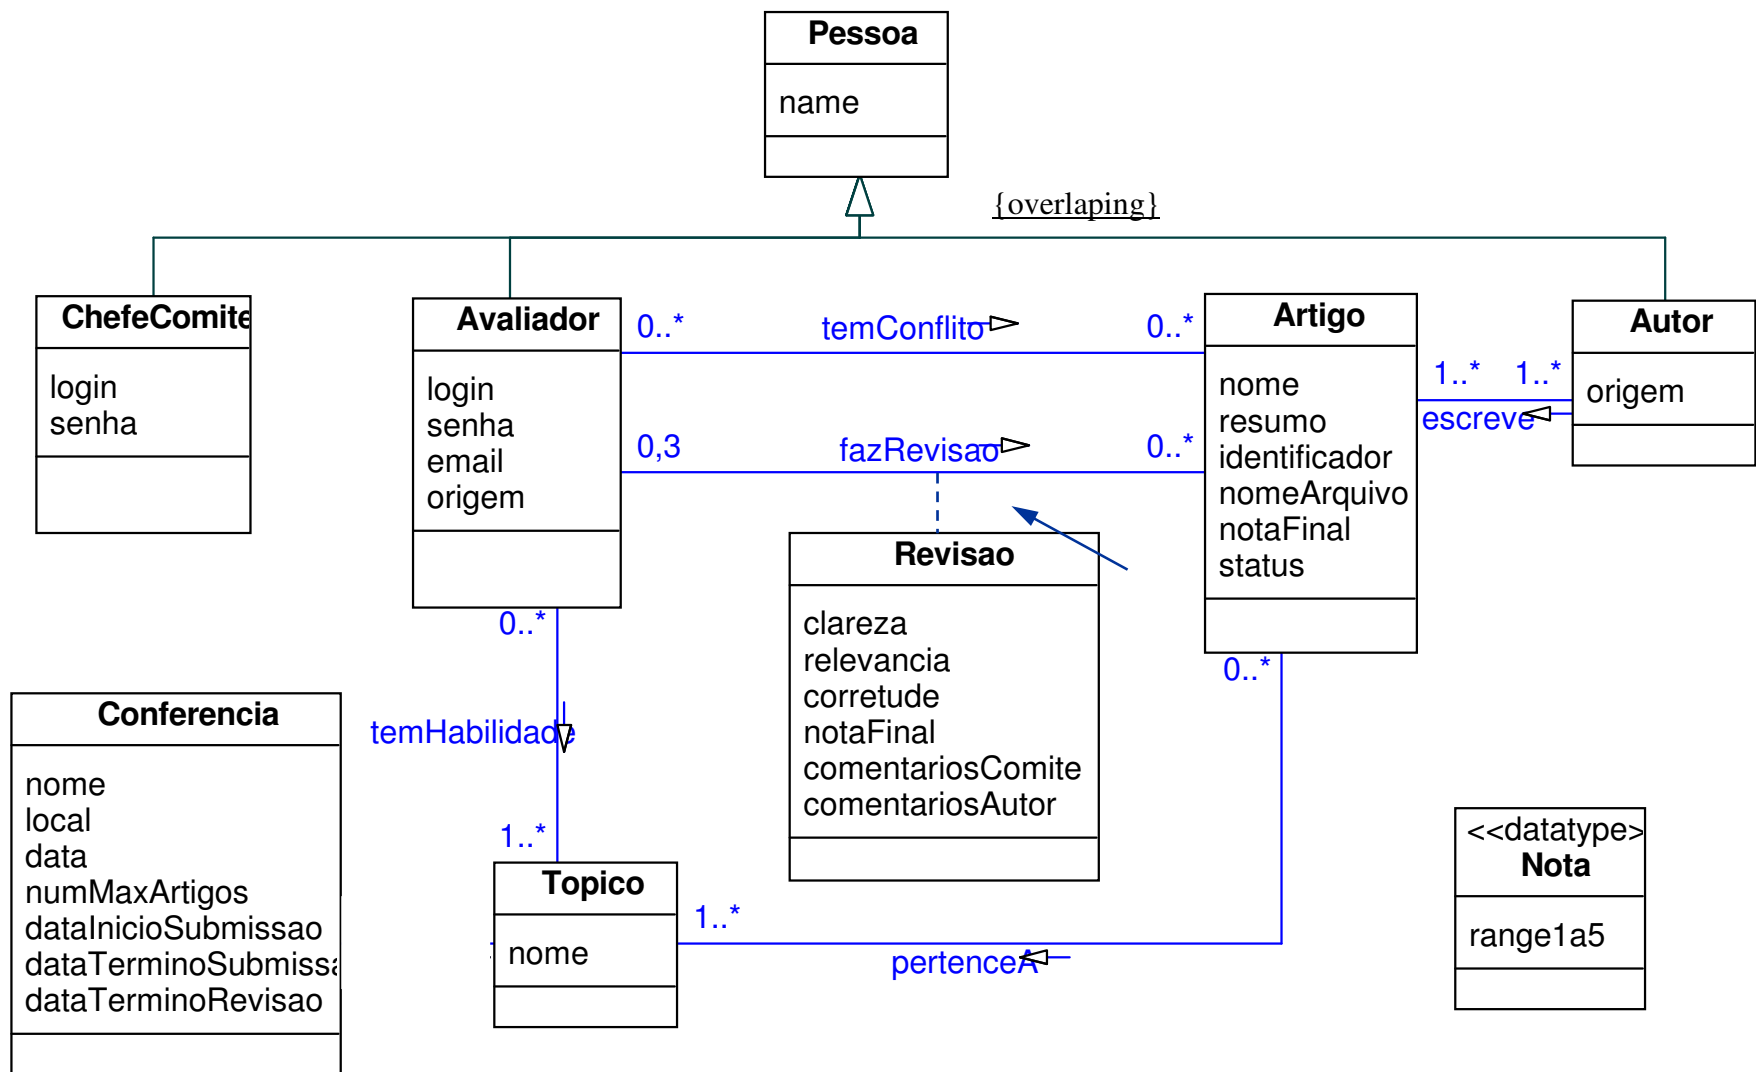 Pessoa
name
{overlaping}
ChefeComite
login
senha
Avaliador
login
senha
email
origem
0..*
temConflito
0..*
0,3
fazRevisao
0..*
Artigo
nome
resumo
identificador
nomeArquivo
notaFinal
status
1..*
1..*
escreve
Autor
origem
Revisao
clareza
relevancia
corretude
notaFinal
comentariosComite
comentariosAutor
0..*
temHabilidade
1..*
0..*
Conferencia
nome
local
data
numMaxArtigos
dataInicioSubmissao
dataTerminoSubmiss
dataTerminoRevisao
Topico
nome
1..*
pertenceA
<<datatype>
Nota
range1a5